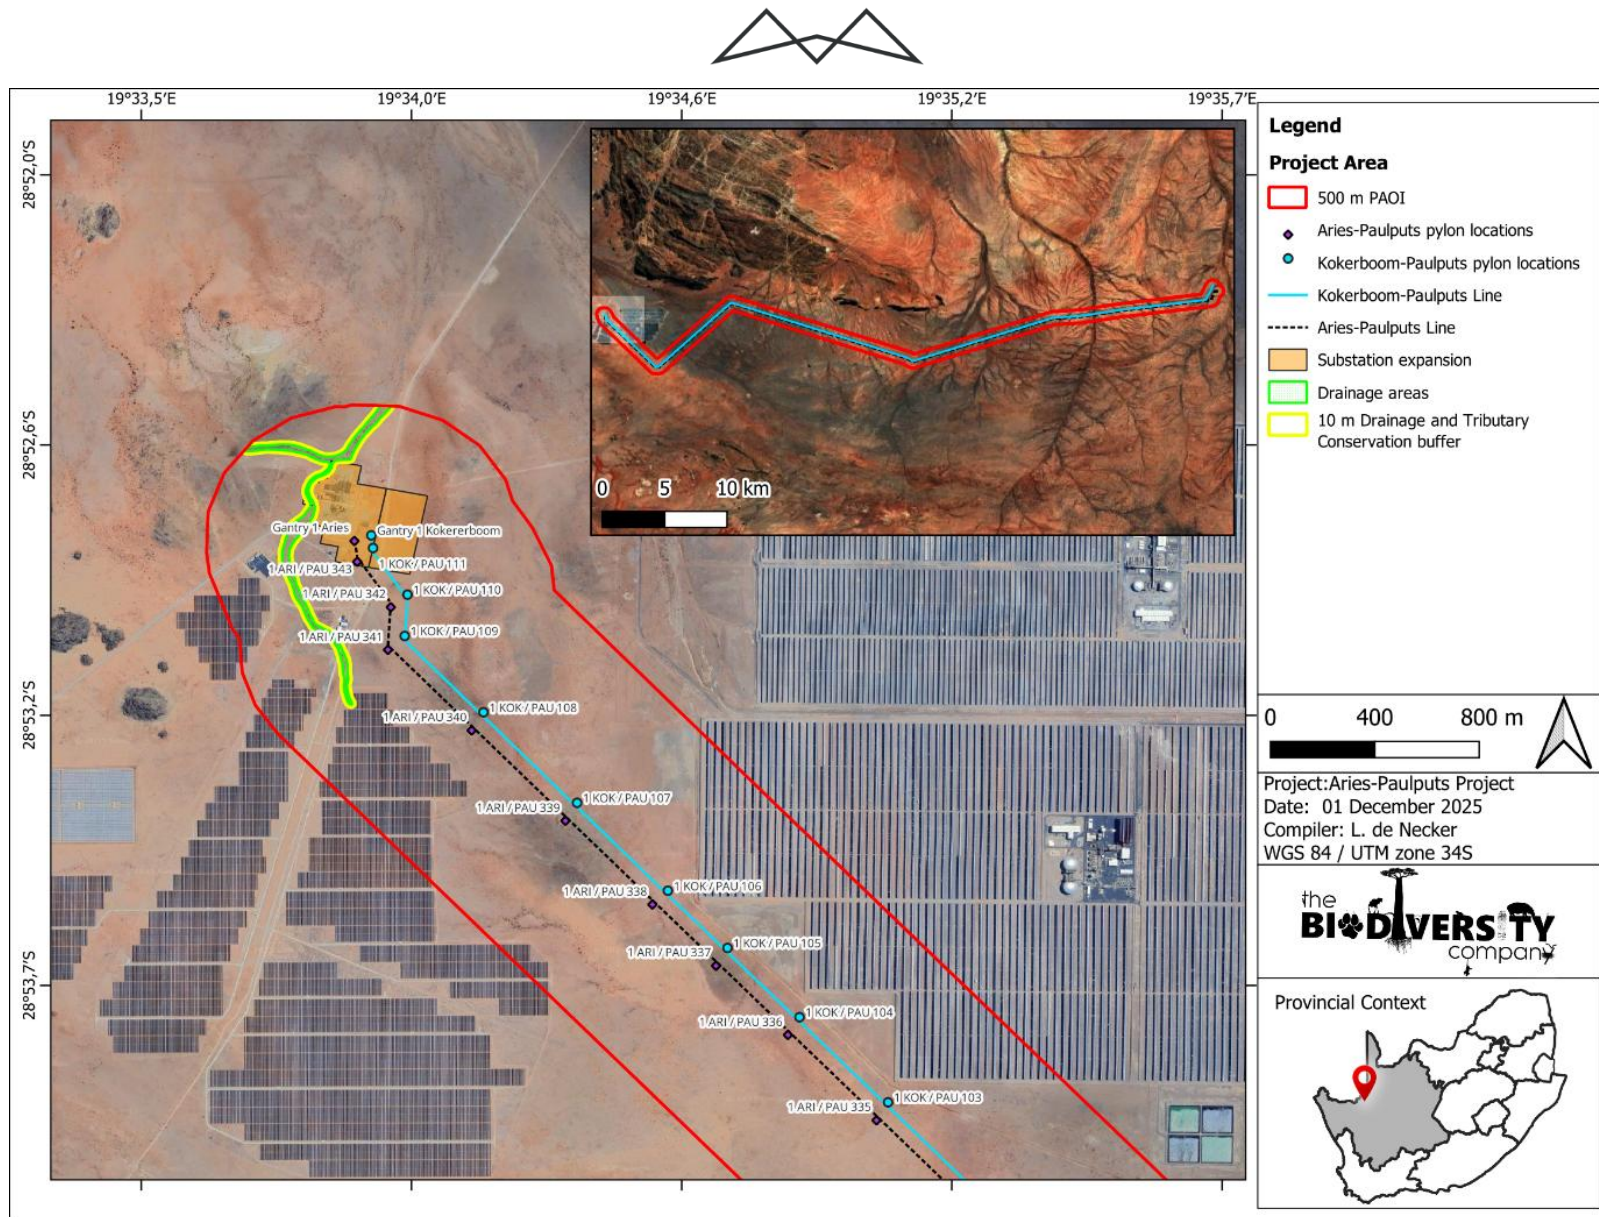 19°33,5'E
19°34,0'E
19°34,6'E
19°35,2'E
19°35,7'E
28°52,0'S
28°52,6'S
28°53,2'S
28°53,7'S
0 5 10 km
Gantry 1 Aries
Gantry 1 Kokererboom
1 ARI / PAU 343
1 KOK / PAU 111
1 ARI / PAU 342
1 KOK / PAU 110
1 ARI / PAU 341
1 KOK / PAU 109
1 ARI / PAU 340
1 KOK / PAU 108
1 ARI / PAU 339
1 KOK / PAU 107
1 ARI / PAU 338
1 KOK / PAU 106
1 ARI / PAU 337
1 KOK / PAU 105
1 ARI / PAU 336
1 KOK / PAU 104
1 ARI / PAU 335
1 KOK / PAU 103
Legend
Project Area
500 m PAOI
Aries-Paulputs pylon locations
Kokerboom-Paulputs pylon locations
Kokerboom-Paulputs Line
Aries-Paulputs Line
Substation expansion
Drainage areas
10 m Drainage and Tributary
Conservation buffer
0 400 800 m
Project:Aries-Paulputs Project
Date: 01 December 2025
Compiler: L. de Necker
WGS 84 / UTM zone 34S
the
BIODIVERSITY
company
Provincial Context